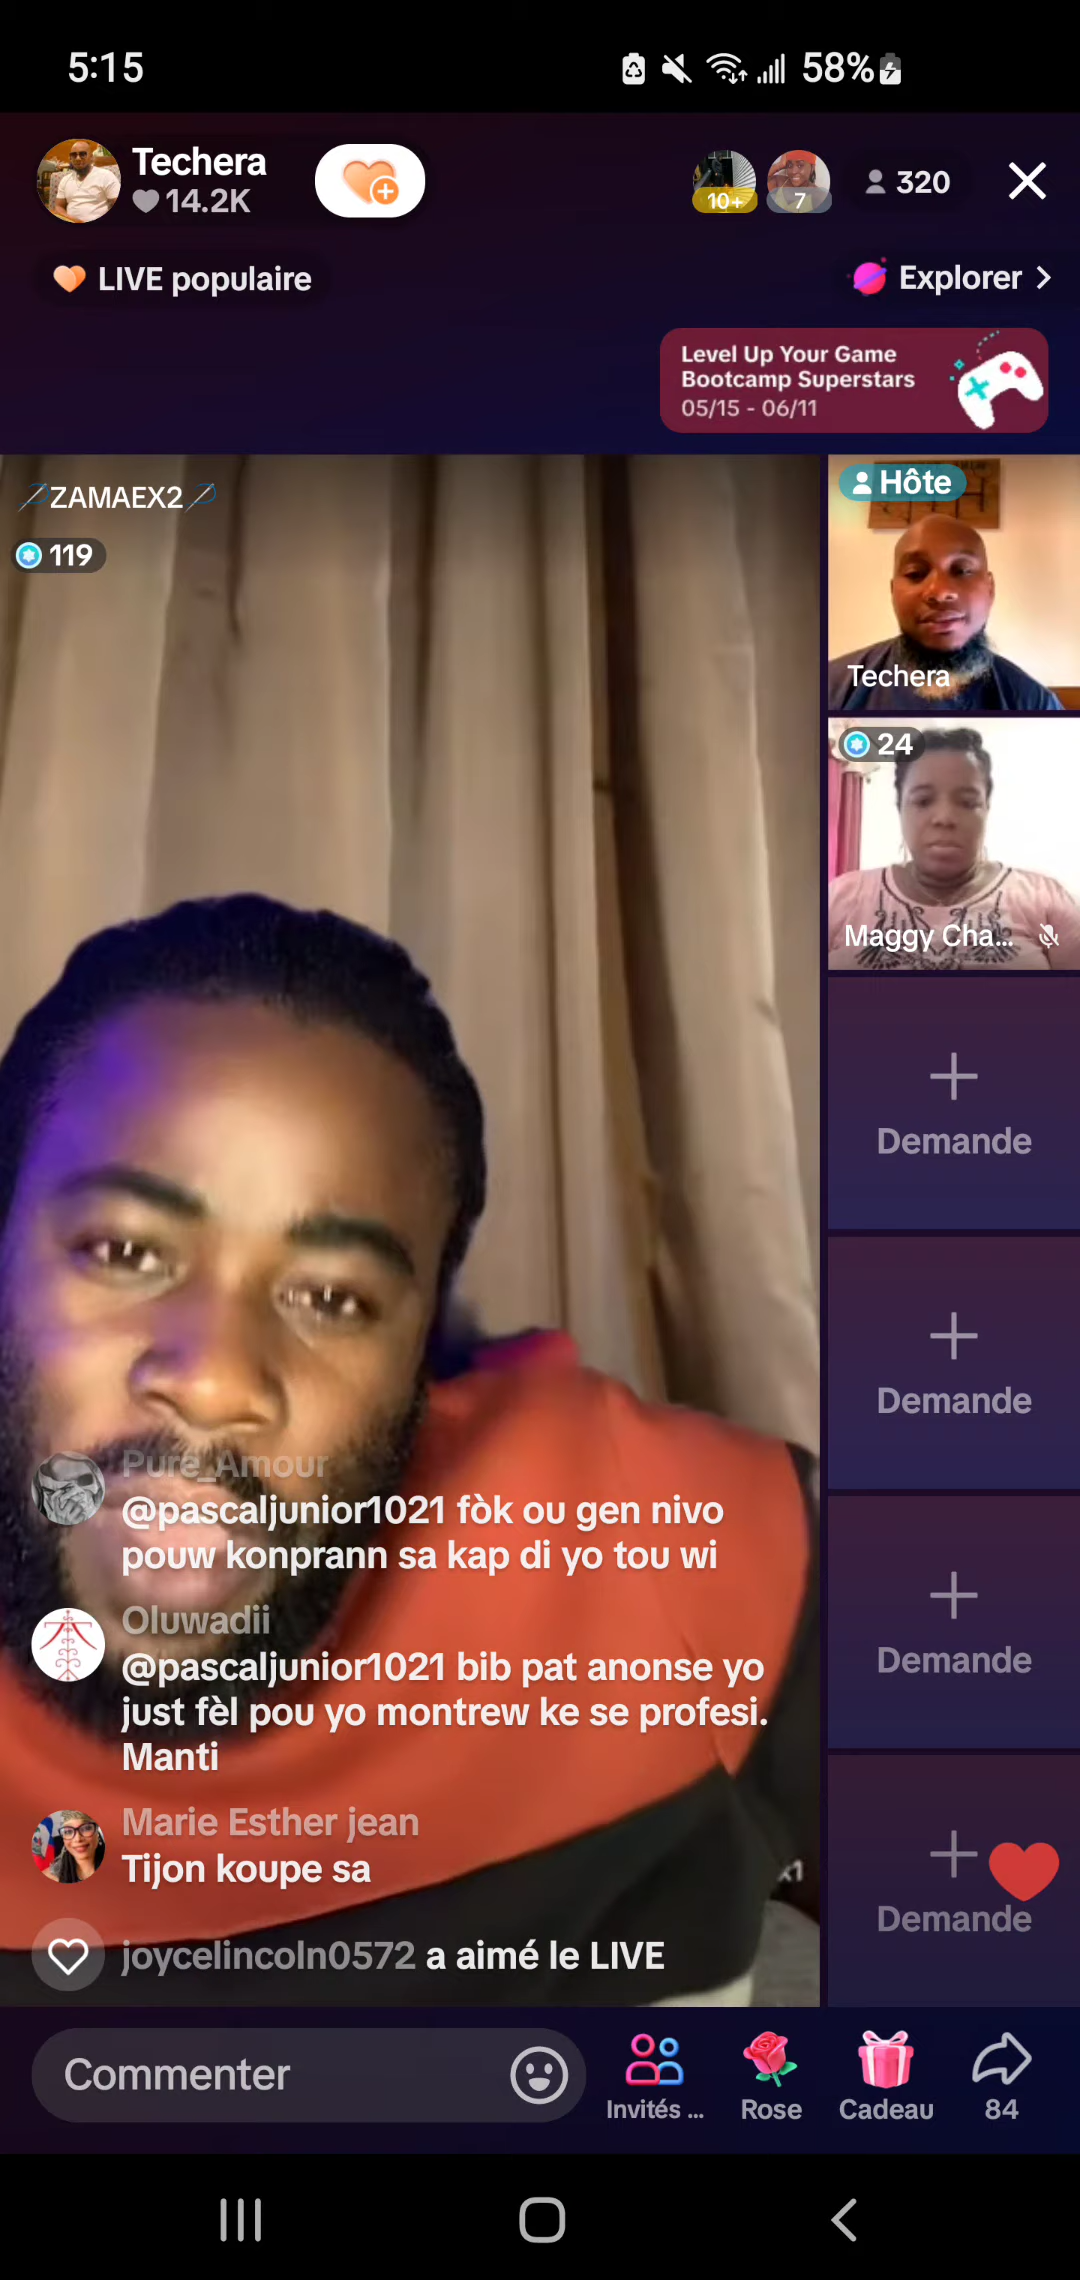 5:15
58%
Techera
14.2K
10+
7
320
LIVE populaire
Explorer
Level Up Your Game
Bootcamp Superstars
05/15 - 06/11
ZAMAEX2
119
Hôte
Techera
24
Maggy Cha...
Demande
Demande
Demande
Demande
Pure_Amour
@pascaljunior1021 fòk ou gen nivo
pouw konprann sa kap di yo tou wi
Oluwadii
@pascaljunior1021 bib pat anonse yo
just fèl pou yo montrew ke se profesi.
Manti
Marie Esther jean
Tijon koupe sa
x1
joycelincoln0572 a aimé le LIVE
Commenter
Invités ...
Rose
Cadeau
84